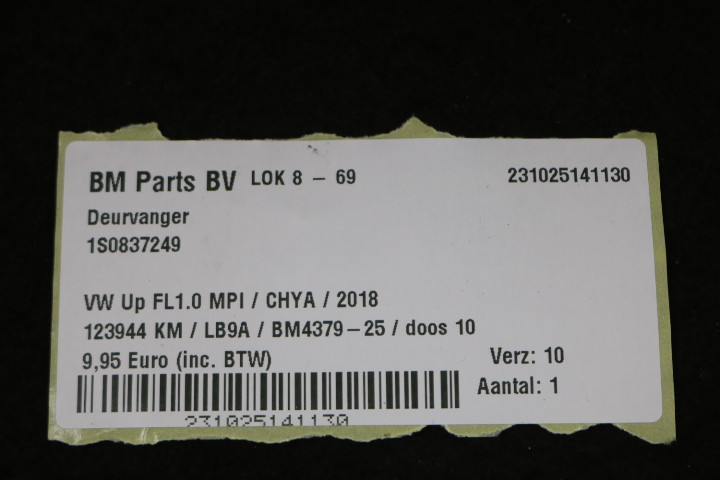 BM Parts BV LOK 8 - 69 231025141130
Deurvanger
1S0837249
VW Up FL1.0 MPI / CHYA / 2018
123944 KM / LB9A / BM4379-25 / doos 10
9,95 Euro (inc. BTW) Verz: 10
Aantal: 1
231025141130